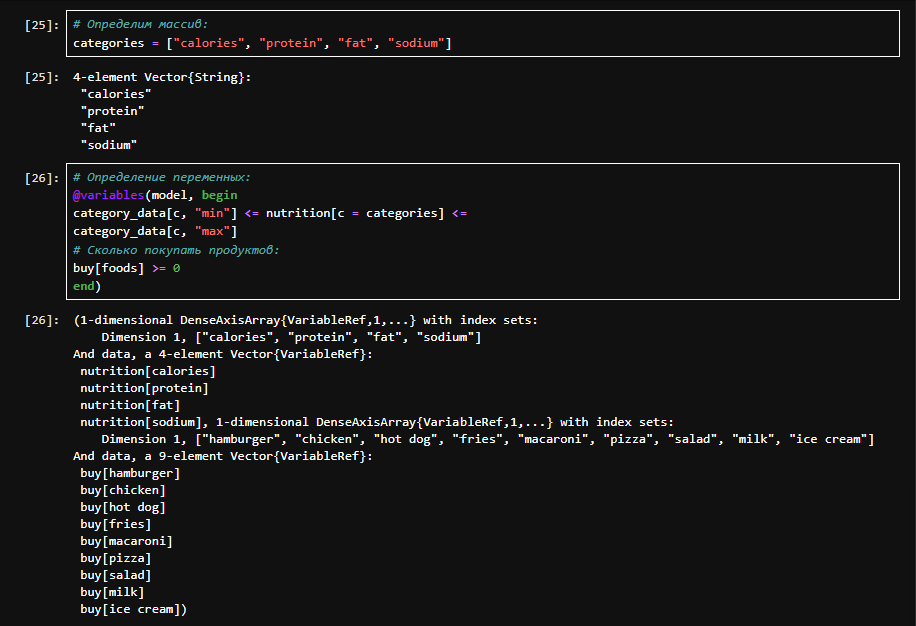 [25]: # Определим массив:
categories = ["calories", "protein", "fat", "sodium"]
[25]: 4-element Vector{String}:
"calories"
"protein"
"fat"
"sodium"
[26]: # Определение переменных:
@variables(model, begin
category_data[c, "min"] <= nutrition[c = categories] <=
category_data[c, "max"]
# Сколько покупать продуктов:
buy[foods] >= 0
end)
[26]: (1-dimensional DenseAxisArray{VariableRef,1,...} with index sets:
Dimension 1, ["calories", "protein", "fat", "sodium"]
And data, a 4-element Vector{VariableRef}:
nutrition[calories]
nutrition[protein]
nutrition[fat]
nutrition[sodium], 1-dimensional DenseAxisArray{VariableRef,1,...} with index sets:
Dimension 1, ["hamburger", "chicken", "hot dog", "fries", "macaroni", "pizza", "salad", "milk", "ice cream"]
And data, a 9-element Vector{VariableRef}:
buy[hamburger]
buy[chicken]
buy[hot dog]
buy[fries]
buy[macaroni]
buy[pizza]
buy[salad]
buy[milk]
buy[ice cream])